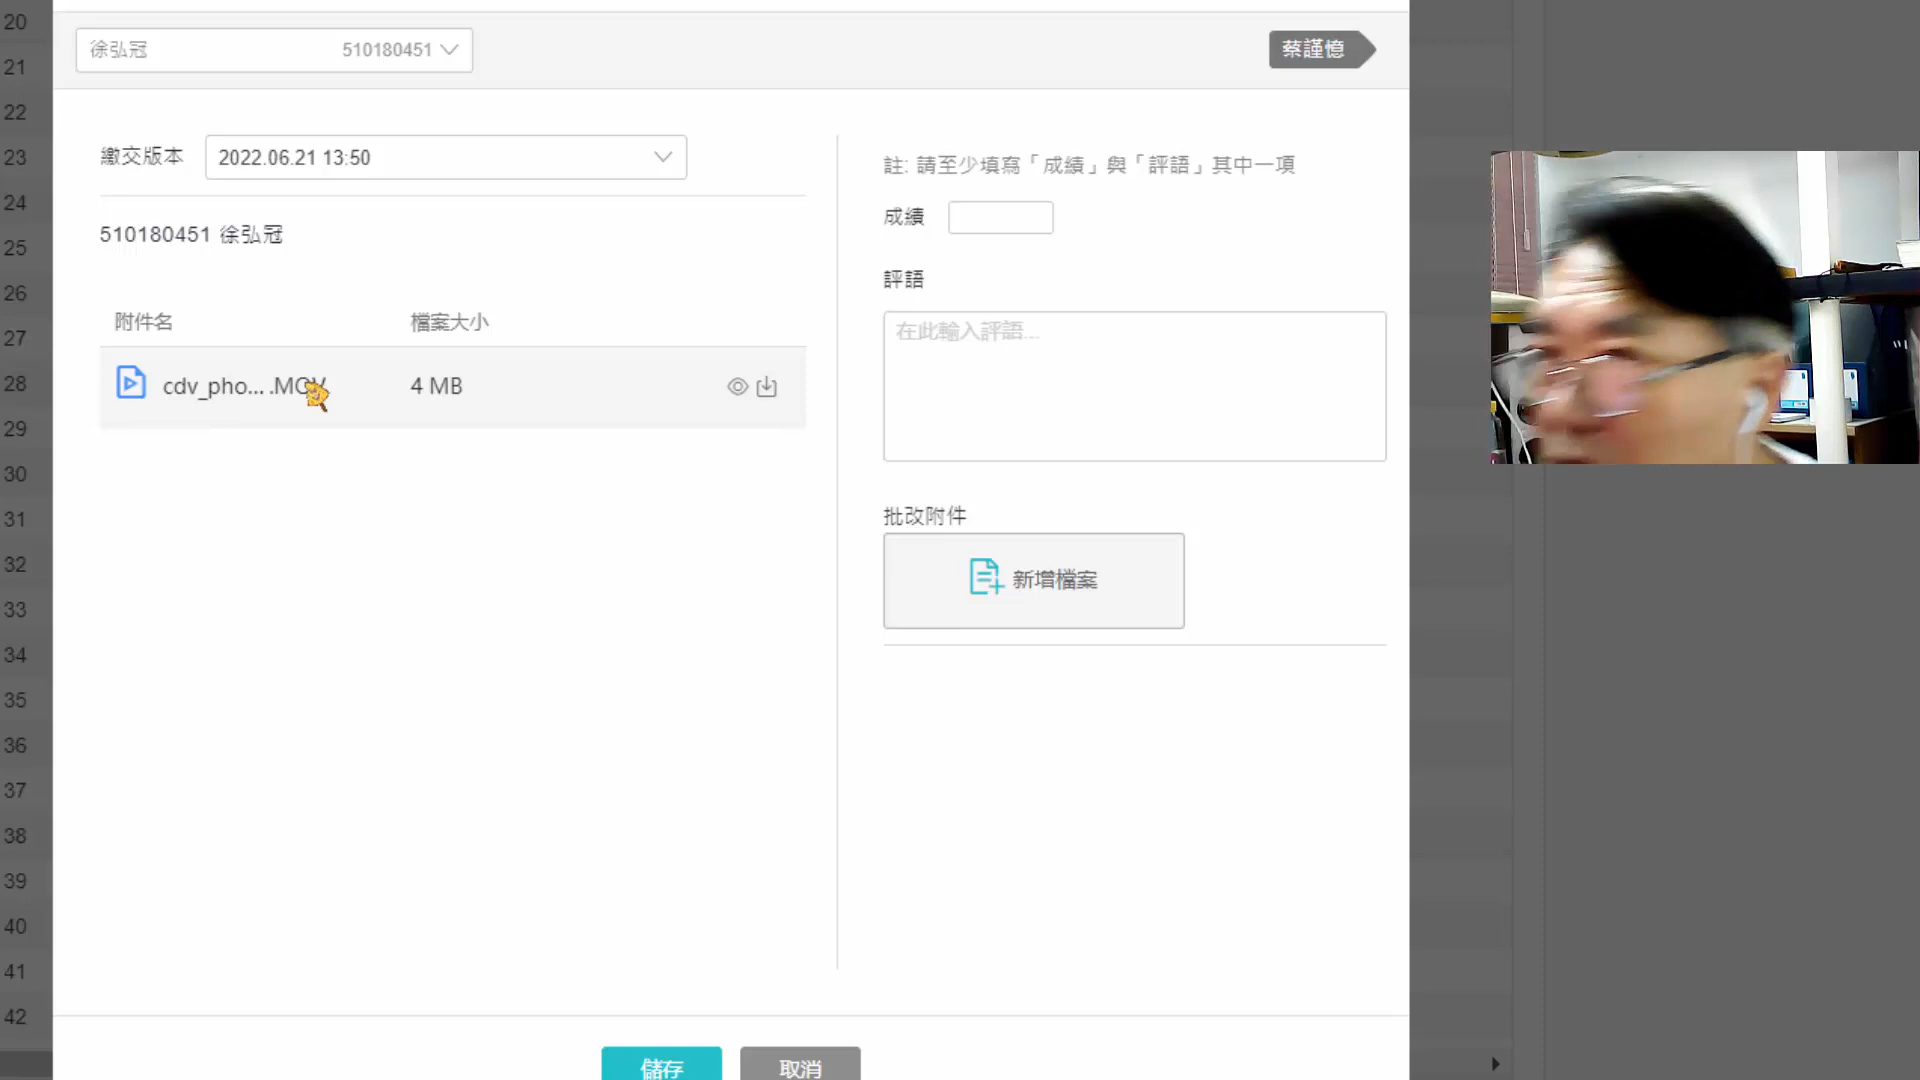 20
21
22
23
24
25
26
27
28
29
30
31
32
33
34
35
36
37
38
39
40
41
42
徐弘冠 510180451
蔡謹憶
繳交版本 2022.06.21 13:50
510180451 徐弘冠
附件名 檔案大小
cdv_pho... .MOV 4 MB
註: 請至少填寫「成績」與「評語」其中一項
成績
評語
在此輸入評語...
批改附件
新增檔案
儲存 取消